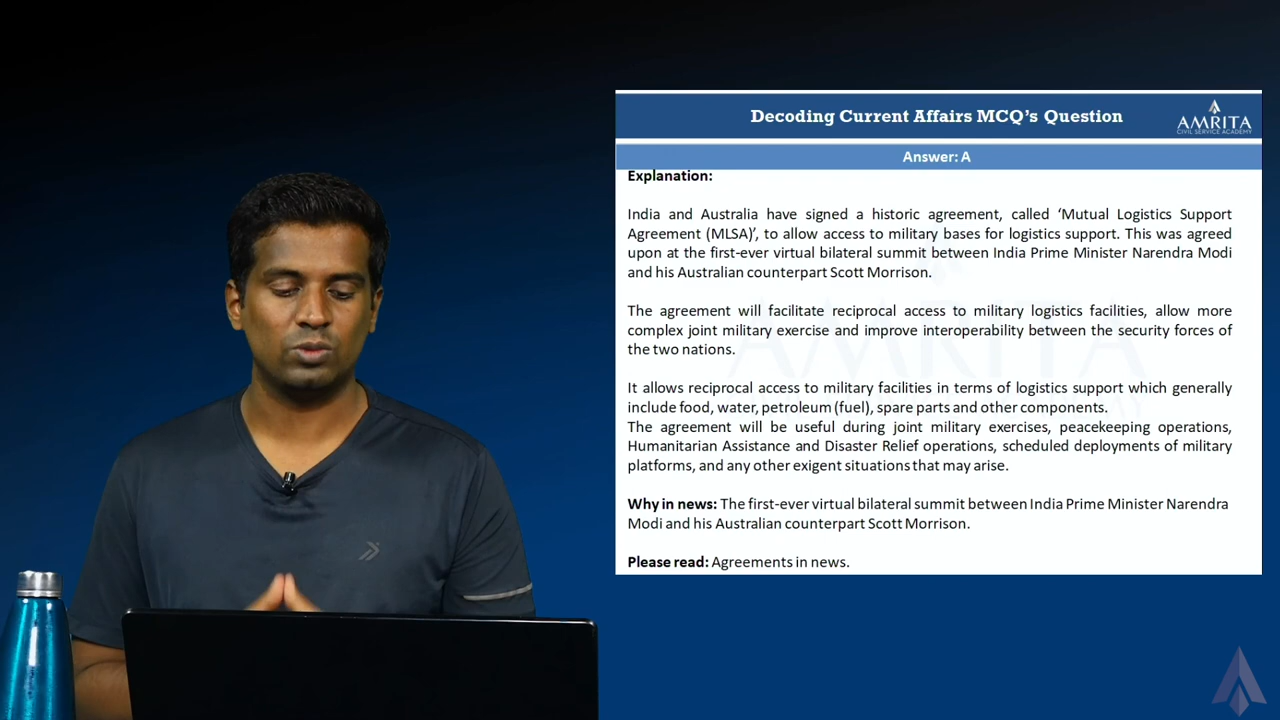 Decoding Current Affairs MCQ's Question
AMRITA
CIVIL SERVICE ACADEMY
Answer: A
Explanation:
India and Australia have signed a historic agreement, called ‘Mutual Logistics Support
Agreement (MLSA)’, to allow access to military bases for logistics support. This was agreed
upon at the first-ever virtual bilateral summit between India Prime Minister Narendra Modi
and his Australian counterpart Scott Morrison.
The agreement will facilitate reciprocal access to military logistics facilities, allow more
complex joint military exercise and improve interoperability between the security forces of
the two nations.
It allows reciprocal access to military facilities in terms of logistics support which generally
include food, water, petroleum (fuel), spare parts and other components.
The agreement will be useful during joint military exercises, peacekeeping operations,
Humanitarian Assistance and Disaster Relief operations, scheduled deployments of military
platforms, and any other exigent situations that may arise.
Why in news: The first-ever virtual bilateral summit between India Prime Minister Narendra
Modi and his Australian counterpart Scott Morrison.
Please read: Agreements in news.